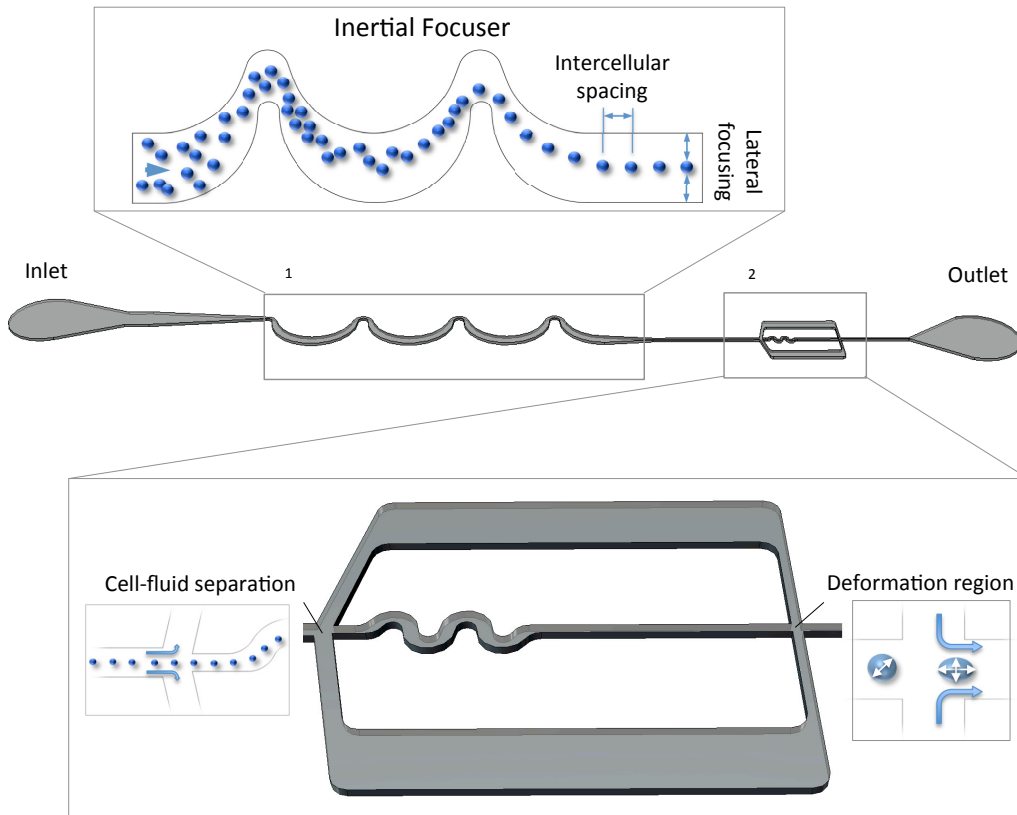 Inertial Focuser
Intercellular
spacing
Lateral
focusing
Inlet
1
2
Outlet
Cell-fluid separation
Deformation region